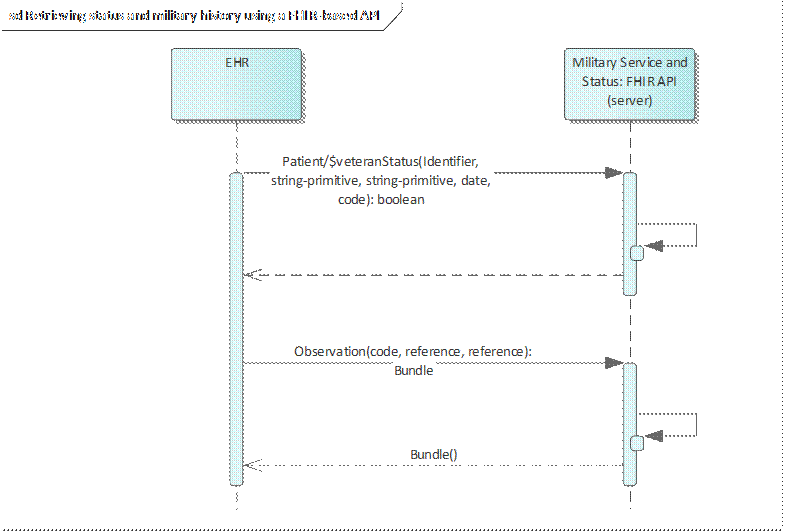 sd Retrieving status and military history using a FHIR-based API
EHR
Military Service and
Status: FHIR API
(server)
Patient/$veteranStatus(Identifier,
string-primitive, string-primitive, date,
code): boolean
Observation(code, reference, reference):
Bundle
Bundle()